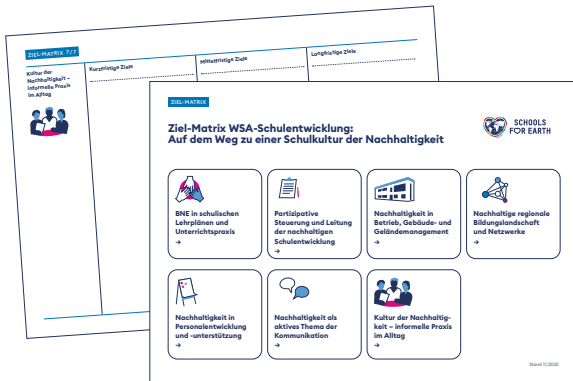 ZIEL-MATRIX 7/7
Kultur der
Nachhaltigkeit –
informelle Praxis
im Alltag
Kurzfristige Ziele
Mittelfristige Ziele
Langfristige Ziele
ZIEL-MATRIX
Ziel-Matrix WSA-Schulentwicklung:
Auf dem Weg zu einer Schulkultur der Nachhaltigkeit
SCHOOLS
FOR EARTH
BNE in schulischen
Lehrplänen und
Unterrichtspraxis
→
Partizipative
Steuerung und Leitung
der nachhaltigen
Schulentwicklung
→
Nachhaltigkeit in
Betrieb, Gebäude- und
Geländemanagement
→
Nachhaltige regionale
Bildungslandschaft
und Netzwerke
→
Nachhaltigkeit in
Personalentwicklung
und -unterstützung
→
Nachhaltigkeit als
aktives Thema der
Kommunikation
→
Kultur der Nachhaltig-
keit – informelle Praxis
im Alltag
→
Stand 11/2025